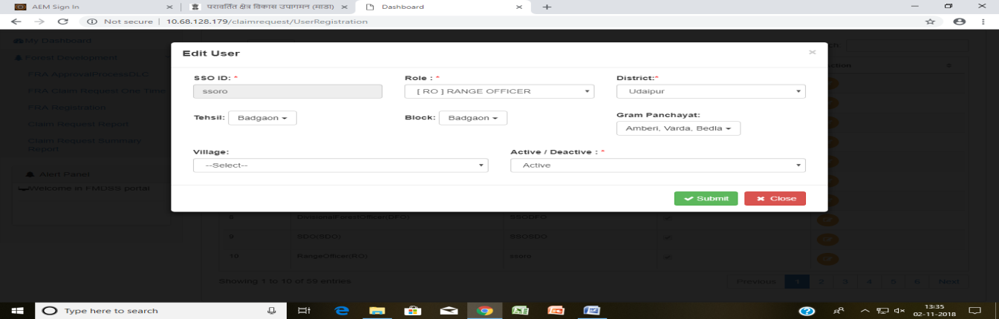 AEM Sign In
परावर्तित क्षेत्र विकास उपागमन (माडा)
Dashboard
Not secure | 10.68.128.179/claimrequest/UserRegistration
My Dashboard
Forest Development
FRA ApprovalProcessDLC
FRA Claim Request One Time
FRA Registration
Claim Request Report
Claim Request Summary
Report
Alert Panel
Welcome in FMDSS portal
Edit User ×
SSO ID: * Role : * District:*
ssoro [ RO ] RANGE OFFICER Udaipur
Tehsil: Badgaon Block: Badgaon Gram Panchayat:
Amberi, Varda, Bedla
Village: Active / Deactive : *
--Select-- Active
Submit Close
DivisionalForestOfficer(DFO) SSODFO
9 SDO(SDO) SSOSDO
10 RangeOfficer(RO) ssoro
Showing 1 to 10 of 59 entries Previous 1 2 3 4 5 6 Next
Type here to search 13:35
02-11-2018